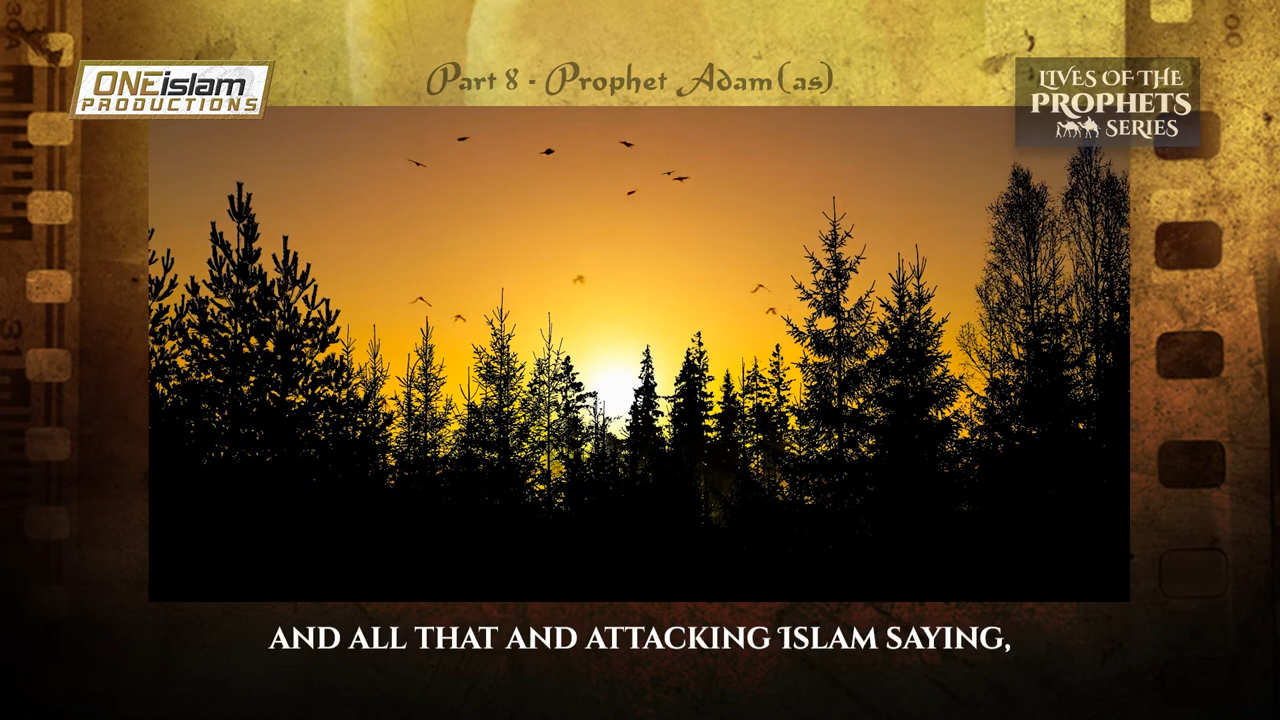 ONEislam
PRODUCTIONS
Part 8 - Prophet Adam (as)
LIVES OF THE
PROPHETS
SERIES
AND ALL THAT AND ATTACKING ISLAM SAYING,